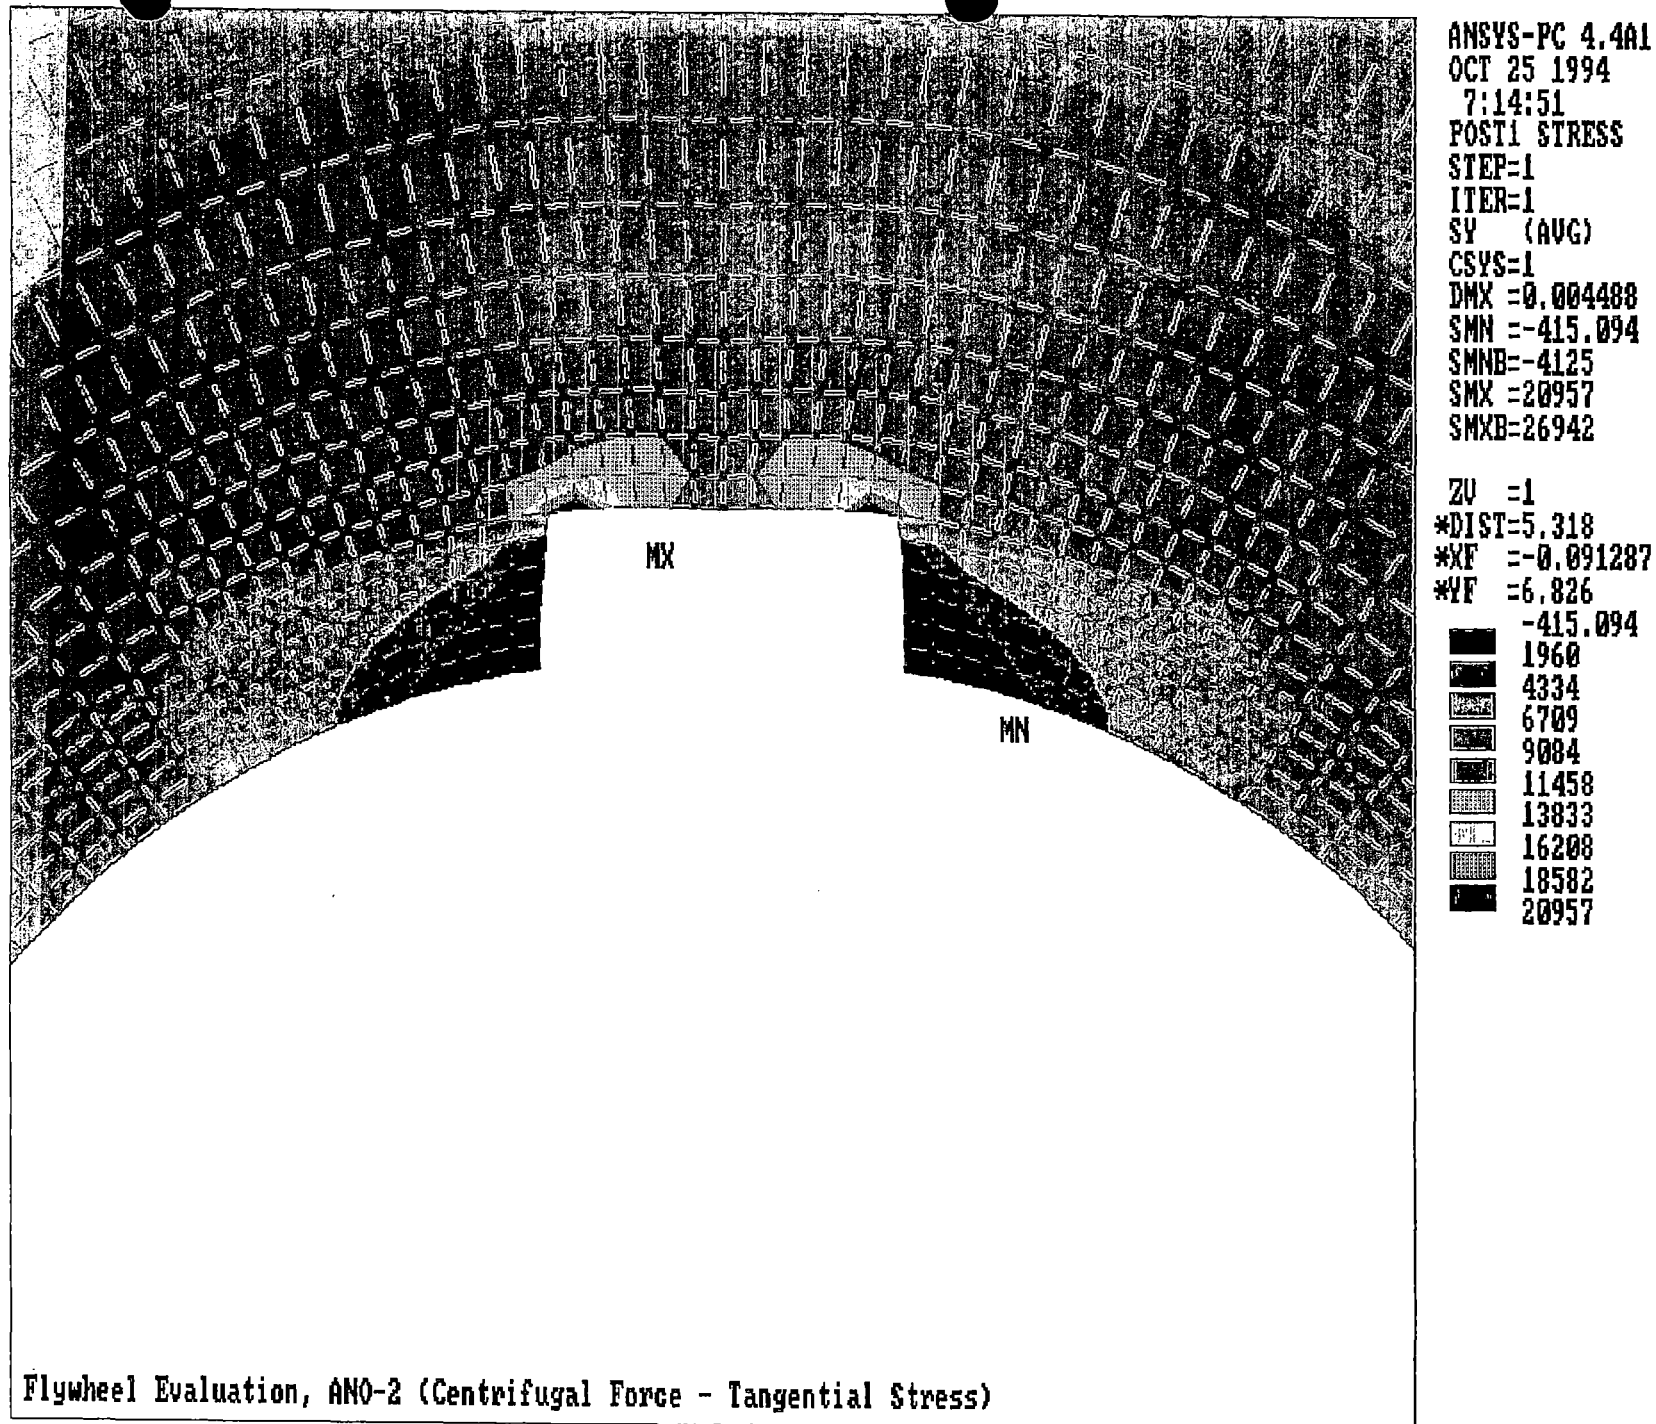 ANSYS-PC 4.4A1
OCT 25 1994
7:14:51
POST1 STRESS
STEP=1
ITER=1
SY (AVG)
CSYS=1
DMX =0.004488
SMN =-415.094
SMNB=-4125
SMX =20957
SMXB=26942
ZV =1
*DIST=5.318
*XF =-0.091287
*YF =6.826
-415.094
1960
4334
6709
9084
11458
13833
16208
18582
20957
MX
MN
Flywheel Evaluation, ANO-2 (Centrifugal Force - Tangential Stress)